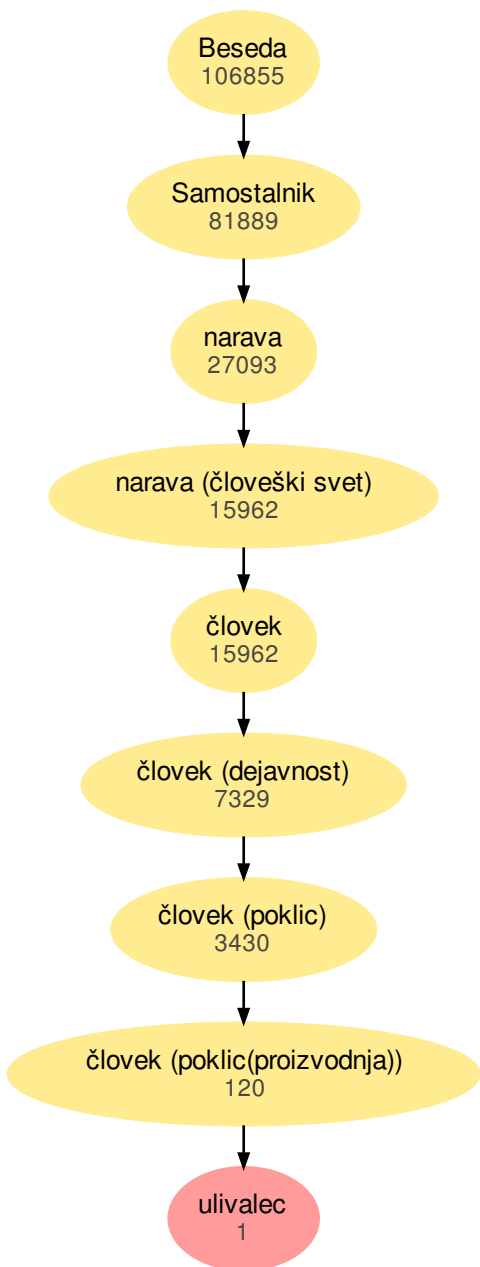 Beseda
106855
Samostalnik
81889
narava
27093
narava (človeški svet)
15962
človek
15962
človek (dejavnost)
7329
človek (poklic)
3430
človek (poklic(proizvodnja))
120
ulivalec
1